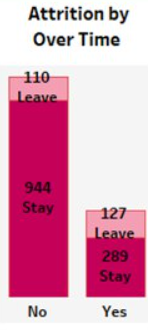 Attrition by
Over Time
110
Leave
944
Stay
127
Leave
289
Stay
No
Yes